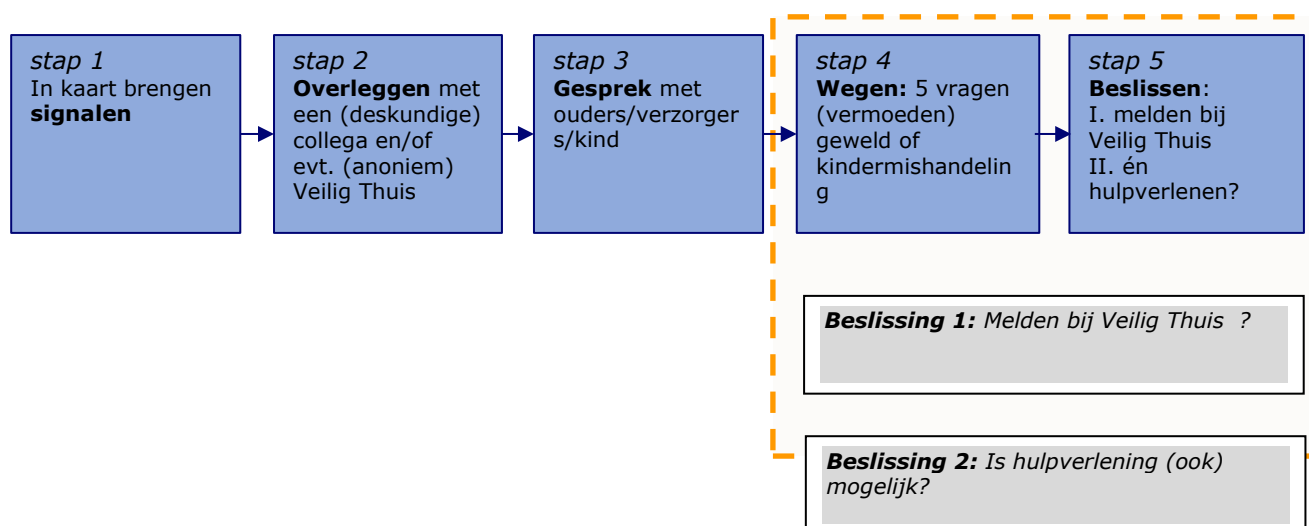 stap 1
In kaart brengen
signalen
stap 2
Overleggen met
een (deskundige)
collega en/of
evt. (anoniem)
Veilig Thuis
stap 3
Gesprek met
ouders/verzorger
s/kind
stap 4
Wegen: 5 vragen
(vermoeden)
geweld of
kindermishandelin
g
stap 5
Beslissen:
I. melden bij
Veilig Thuis
II. én
hulpverlenen?
Beslissing 1: Melden bij Veilig Thuis ?
Beslissing 2: Is hulpverlening (ook)
mogelijk?